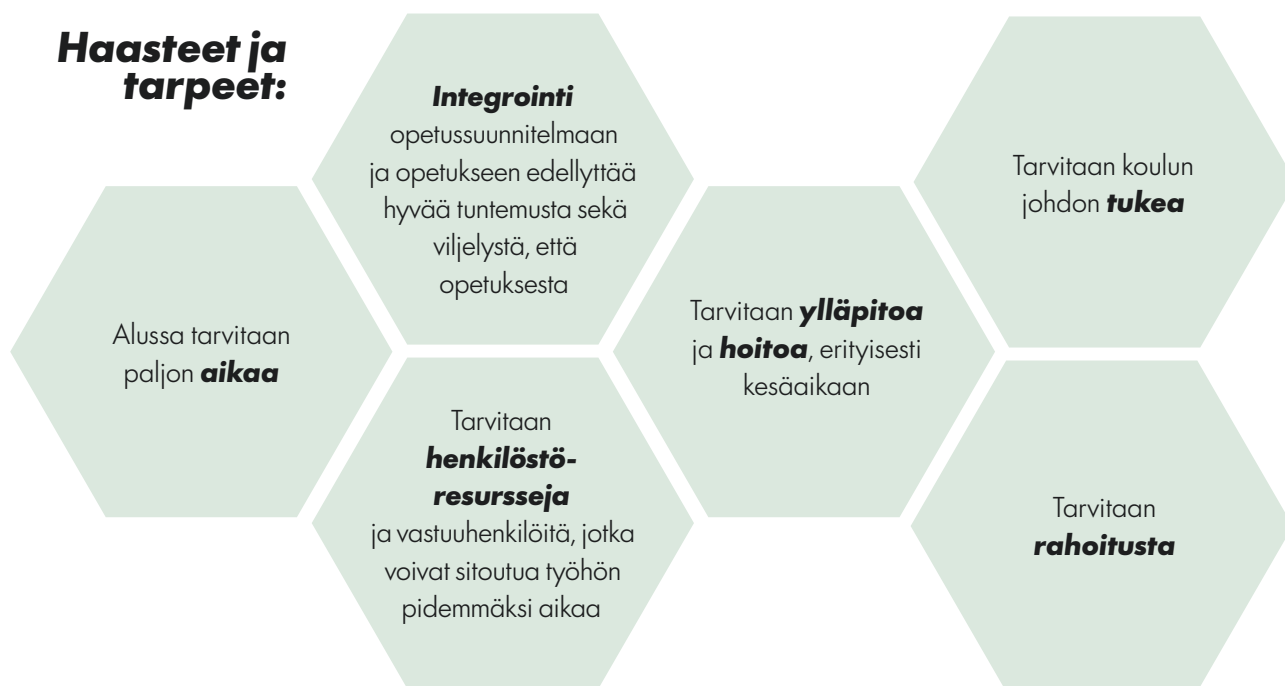 Haasteet ja
tarpeet:
Integrointi
opetussuunnitelmaan
ja opetukseen edellyttää
hyvää tuntemusta sekä
viljelystä, että
opetuksesta
Tarvitaan koulun
johdon tukea
Alussa tarvitaan
paljon aikaa
Tarvitaan ylläpitoa
ja hoitoa, erityisesti
kesäaikaan
Tarvitaan
henkilöstö-
resursseja
ja vastuuhenkilöitä, jotka
voivat sitoutua työhön
pidemmäksi aikaa
Tarvitaan
rahoitusta